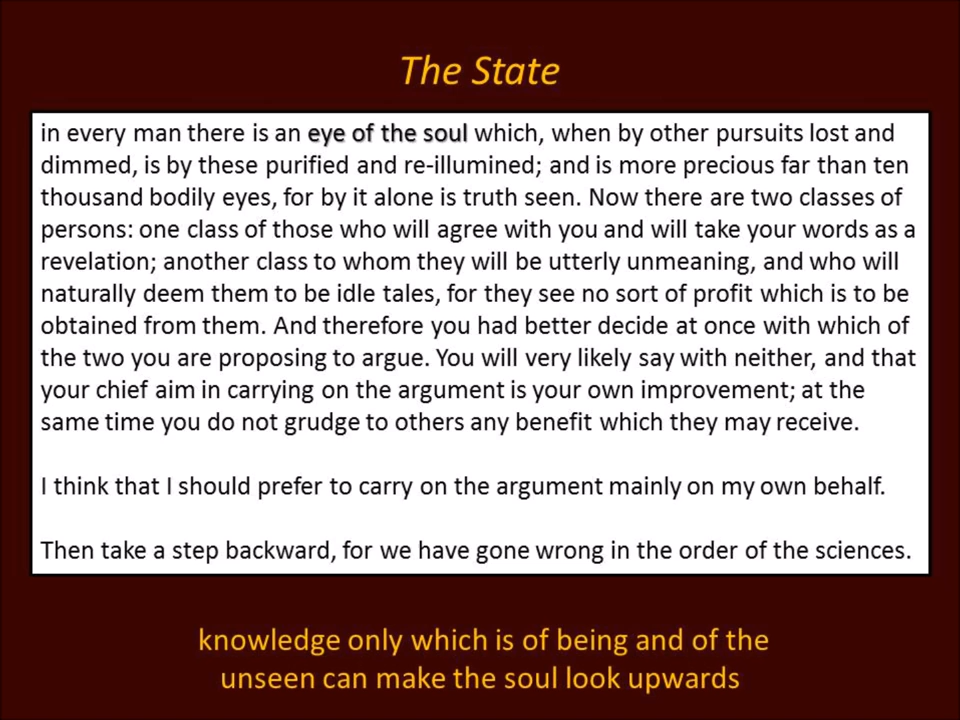 The State
in every man there is an eye of the soul which, when by other pursuits lost and
dimmed, is by these purified and re-illumined; and is more precious far than ten
thousand bodily eyes, for by it alone is truth seen. Now there are two classes of
persons: one class of those who will agree with you and will take your words as a
revelation; another class to whom they will be utterly unmeaning, and who will
naturally deem them to be idle tales, for they see no sort of profit which is to be
obtained from them. And therefore you had better decide at once with which of
the two you are proposing to argue. You will very likely say with neither, and that
your chief aim in carrying on the argument is your own improvement; at the
same time you do not grudge to others any benefit which they may receive.
I think that I should prefer to carry on the argument mainly on my own behalf.
Then take a step backward, for we have gone wrong in the order of the sciences.
knowledge only which is of being and of the
unseen can make the soul look upwards